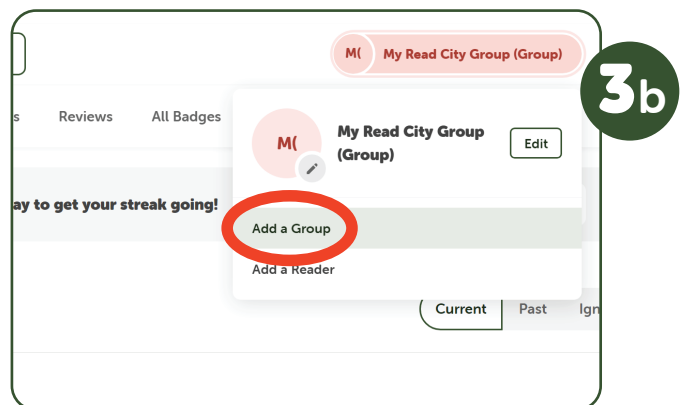 M( My Read City Group (Group)
3b
s Reviews All Badges
M( My Read City Group
(Group)
Edit
ay to get your streak going!
Add a Group
Add a Reader
Current Past Ign